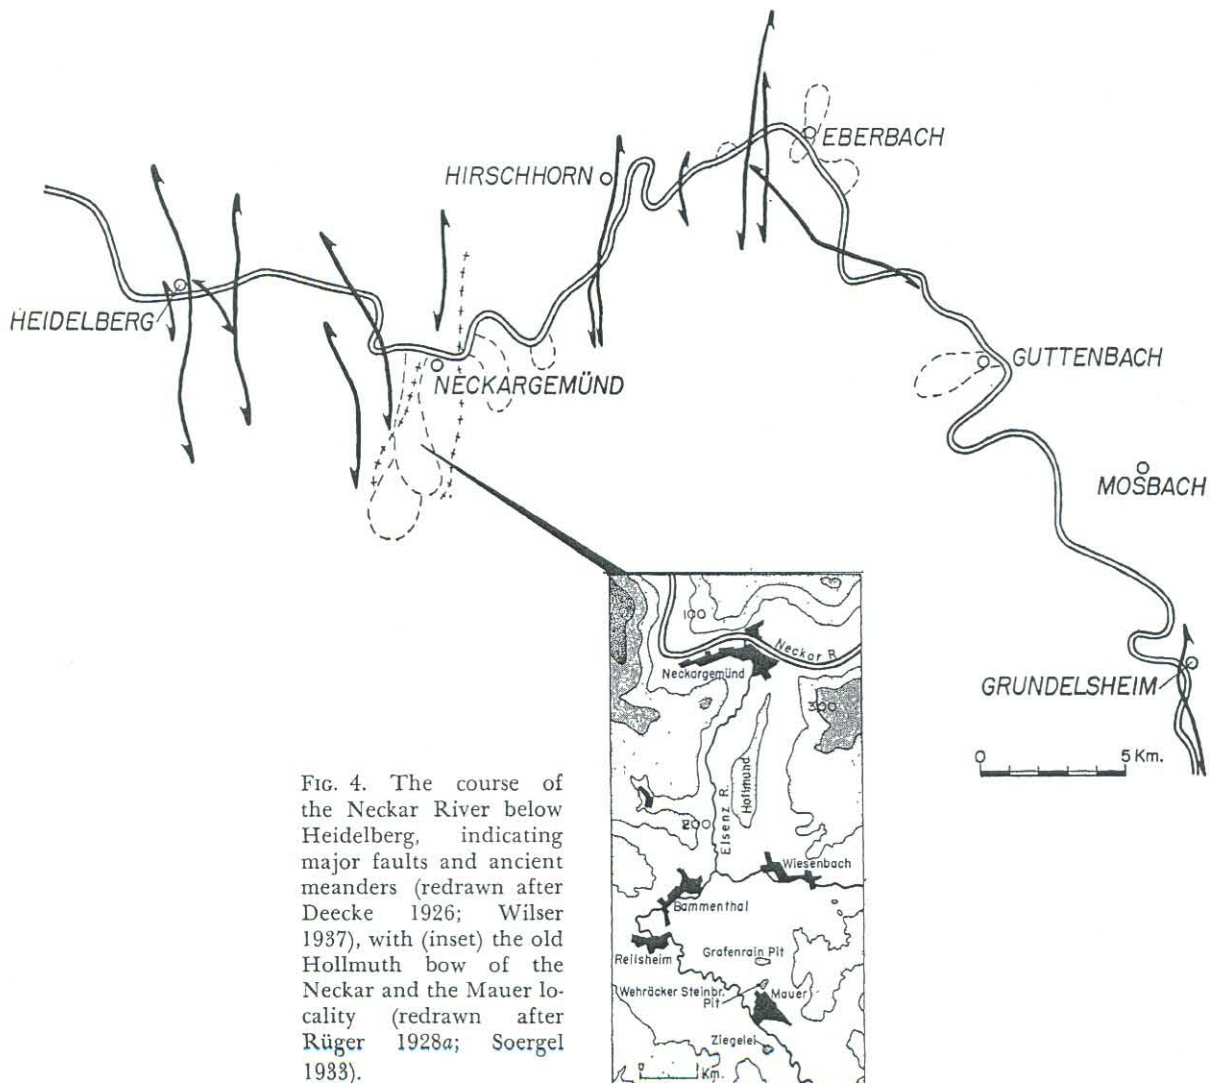 EBERBACH
HIRSCHHORN
HEIDELBERG
NECKARGEMÜND
GUTTENBACH
MOSBACH
GRUNDELSHEIM
0 5 Km.
100
Neckar R.
Neckargemünd
300
Hollmund
Elsenz R.
200
Wiesenbach
Bammenthal
Reilsheim
Grafenrain Pit
Wehräcker Steinbr.
Pit
Mauer
Ziegelei
0 1 Km.
FIG. 4. The course of
the Neckar River below
Heidelberg, indicating
major faults and ancient
meanders (redrawn after
Deecke 1926; Wilser
1937), with (inset) the old
Hollmuth bow of the
Neckar and the Mauer lo-
cality (redrawn after
Rüger 1928a; Soergel
1933).